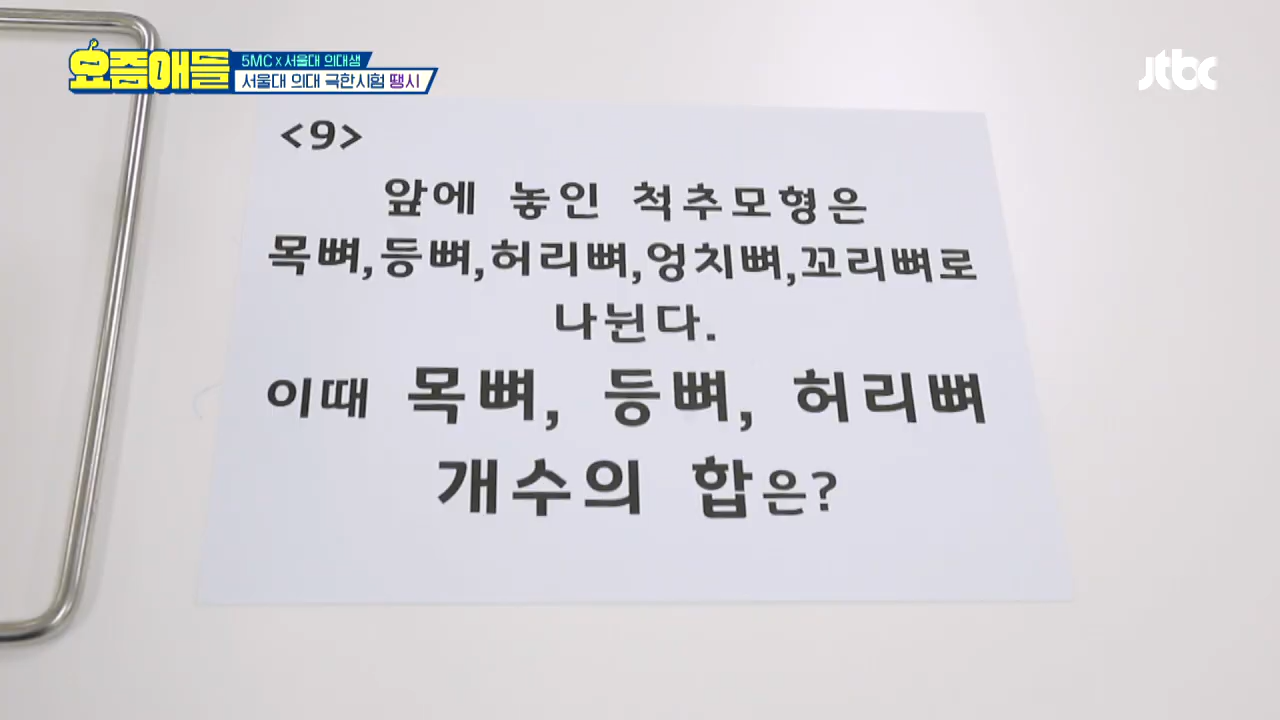 요즘애들
5MC x 서울대 의대생
서울대 의대 극한시험 땡시
jtbc
<9>
앞에 놓인 척추모형은
목뼈,등뼈,허리뼈,엉치뼈,꼬리뼈로
나뉜다.
이때 목뼈, 등뼈, 허리뼈
개수의 합은?